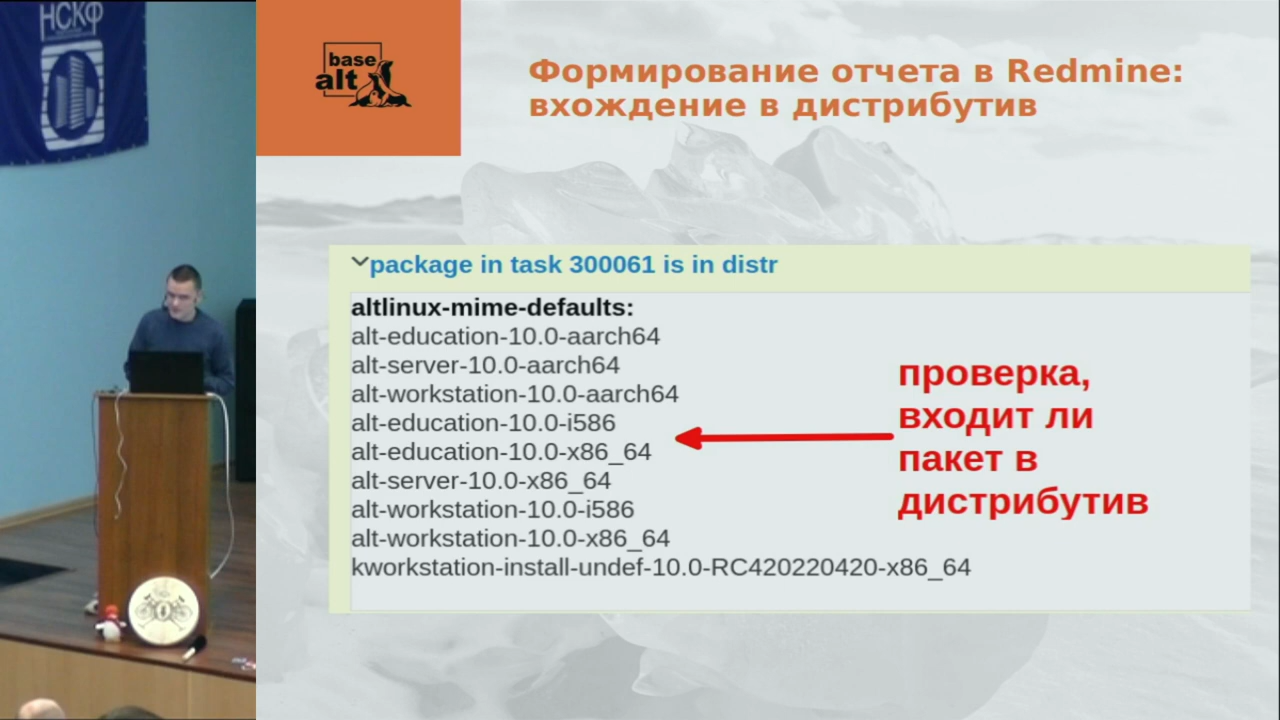 НСКФ
base
alt
Формирование отчета в Redmine:
вхождение в дистрибутив
package in task 300061 is in distr
altlinux-mime-defaults:
alt-education-10.0-aarch64
alt-server-10.0-aarch64
alt-workstation-10.0-aarch64
alt-education-10.0-i586
alt-education-10.0-x86_64
alt-server-10.0-x86_64
alt-workstation-10.0-i586
alt-workstation-10.0-x86_64
kworkstation-install-undef-10.0-RC420220420-x86_64
проверка,
входит ли
пакет в
дистрибутив